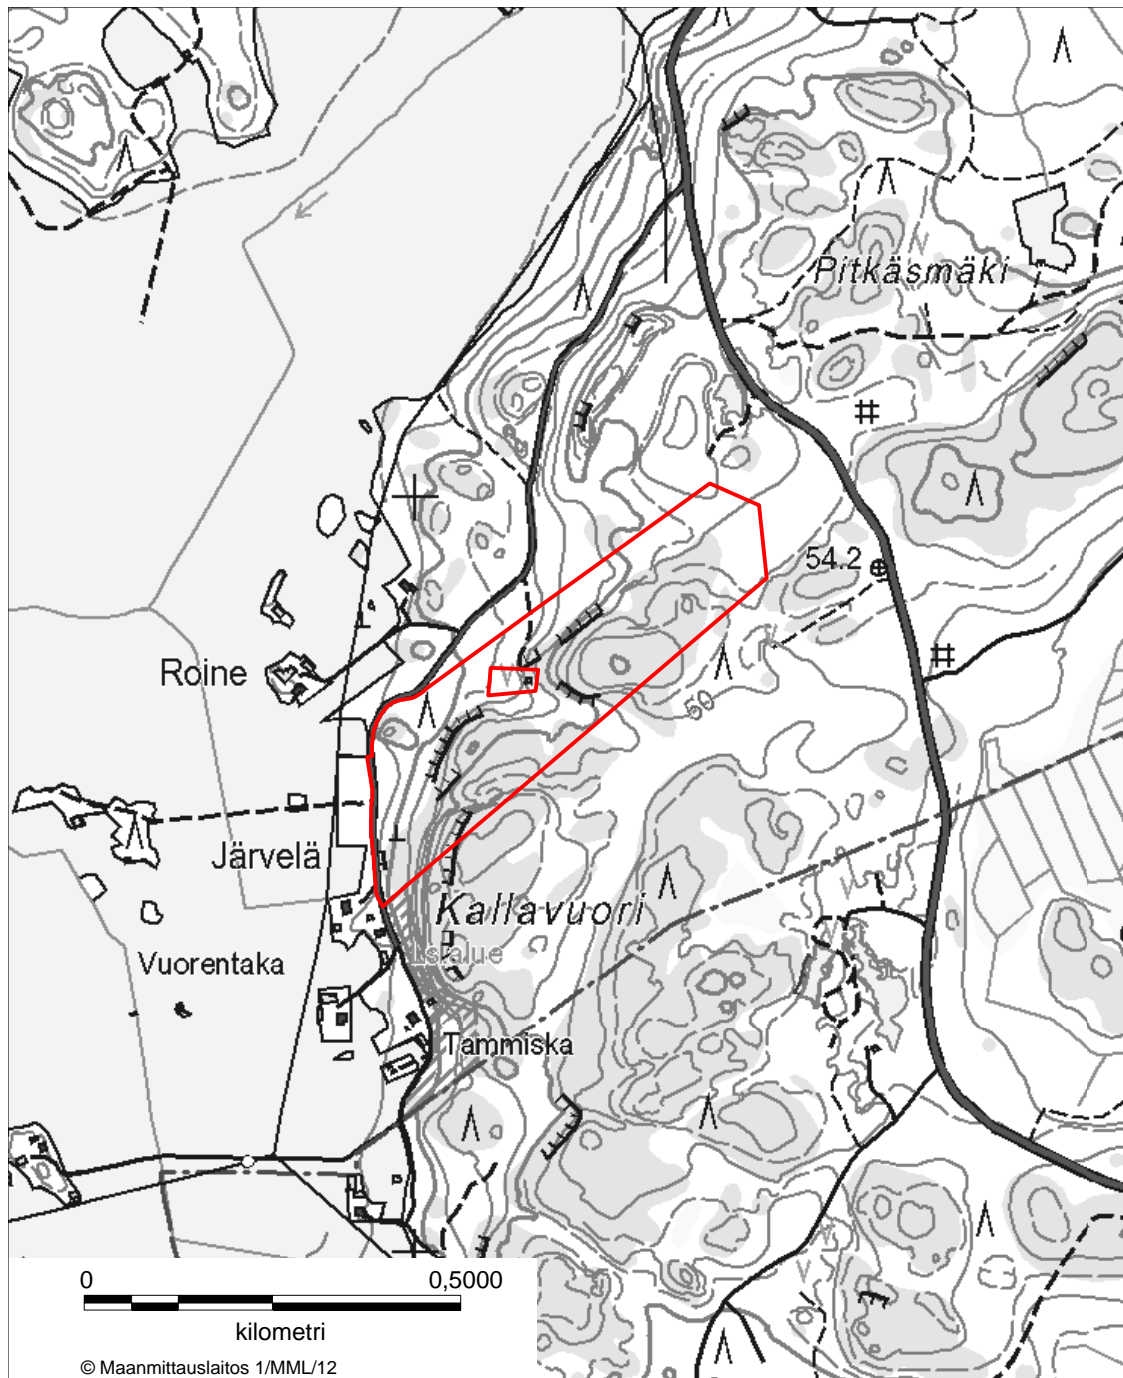 Pitkäsmäki
54.2
Roine
50
Järvelä
Kallavuori
Vuorentaka
Tammiska
0 0,5000
kilometri
© Maanmittauslaitos 1/MML/12